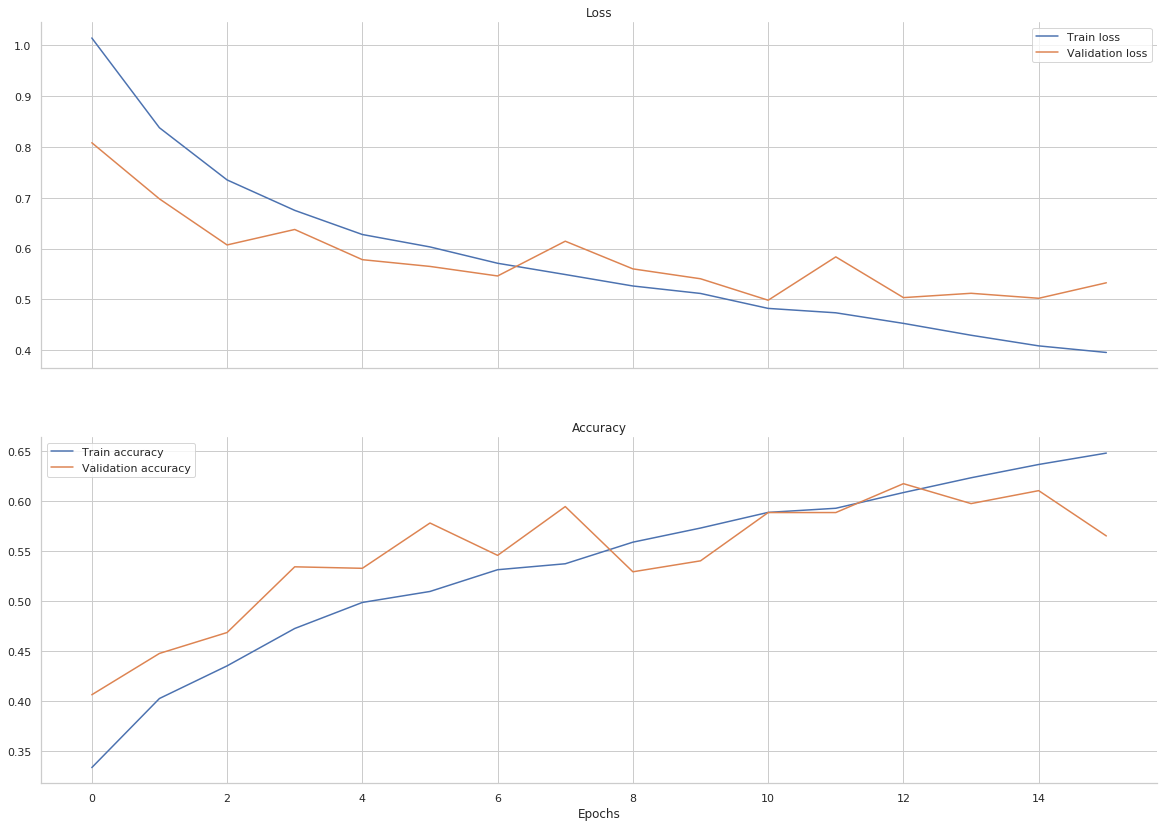 Loss
Train loss
Validation loss
1.0
0.9
0.8
0.7
0.6
0.5
0.4
Accuracy
Train accuracy
Validation accuracy
0.65
0.60
0.55
0.50
0.45
0.40
0.35
0 2 4 6 8 10 12 14
Epochs